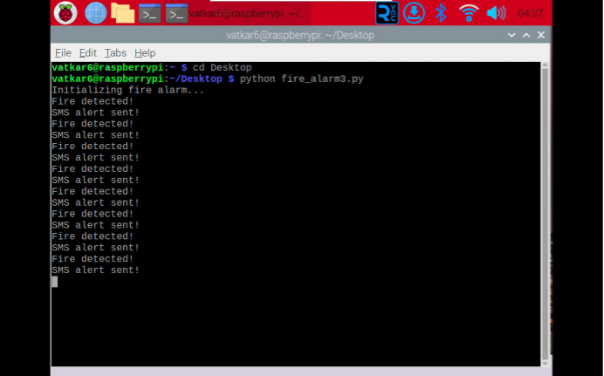 vatkar6@raspberrypi: ~/...
04:37
vatkar6@raspberrypi: ~/Desktop
File Edit Tabs Help
vatkar6@raspberrypi:~ $ cd Desktop
vatkar6@raspberrypi:~/Desktop $ python fire_alarm3.py
Initializing fire alarm...
Fire detected!
SMS alert sent!
Fire detected!
SMS alert sent!
Fire detected!
SMS alert sent!
Fire detected!
SMS alert sent!
Fire detected!
SMS alert sent!
Fire detected!
SMS alert sent!
Fire detected!
SMS alert sent!
Fire detected!
SMS alert sent!